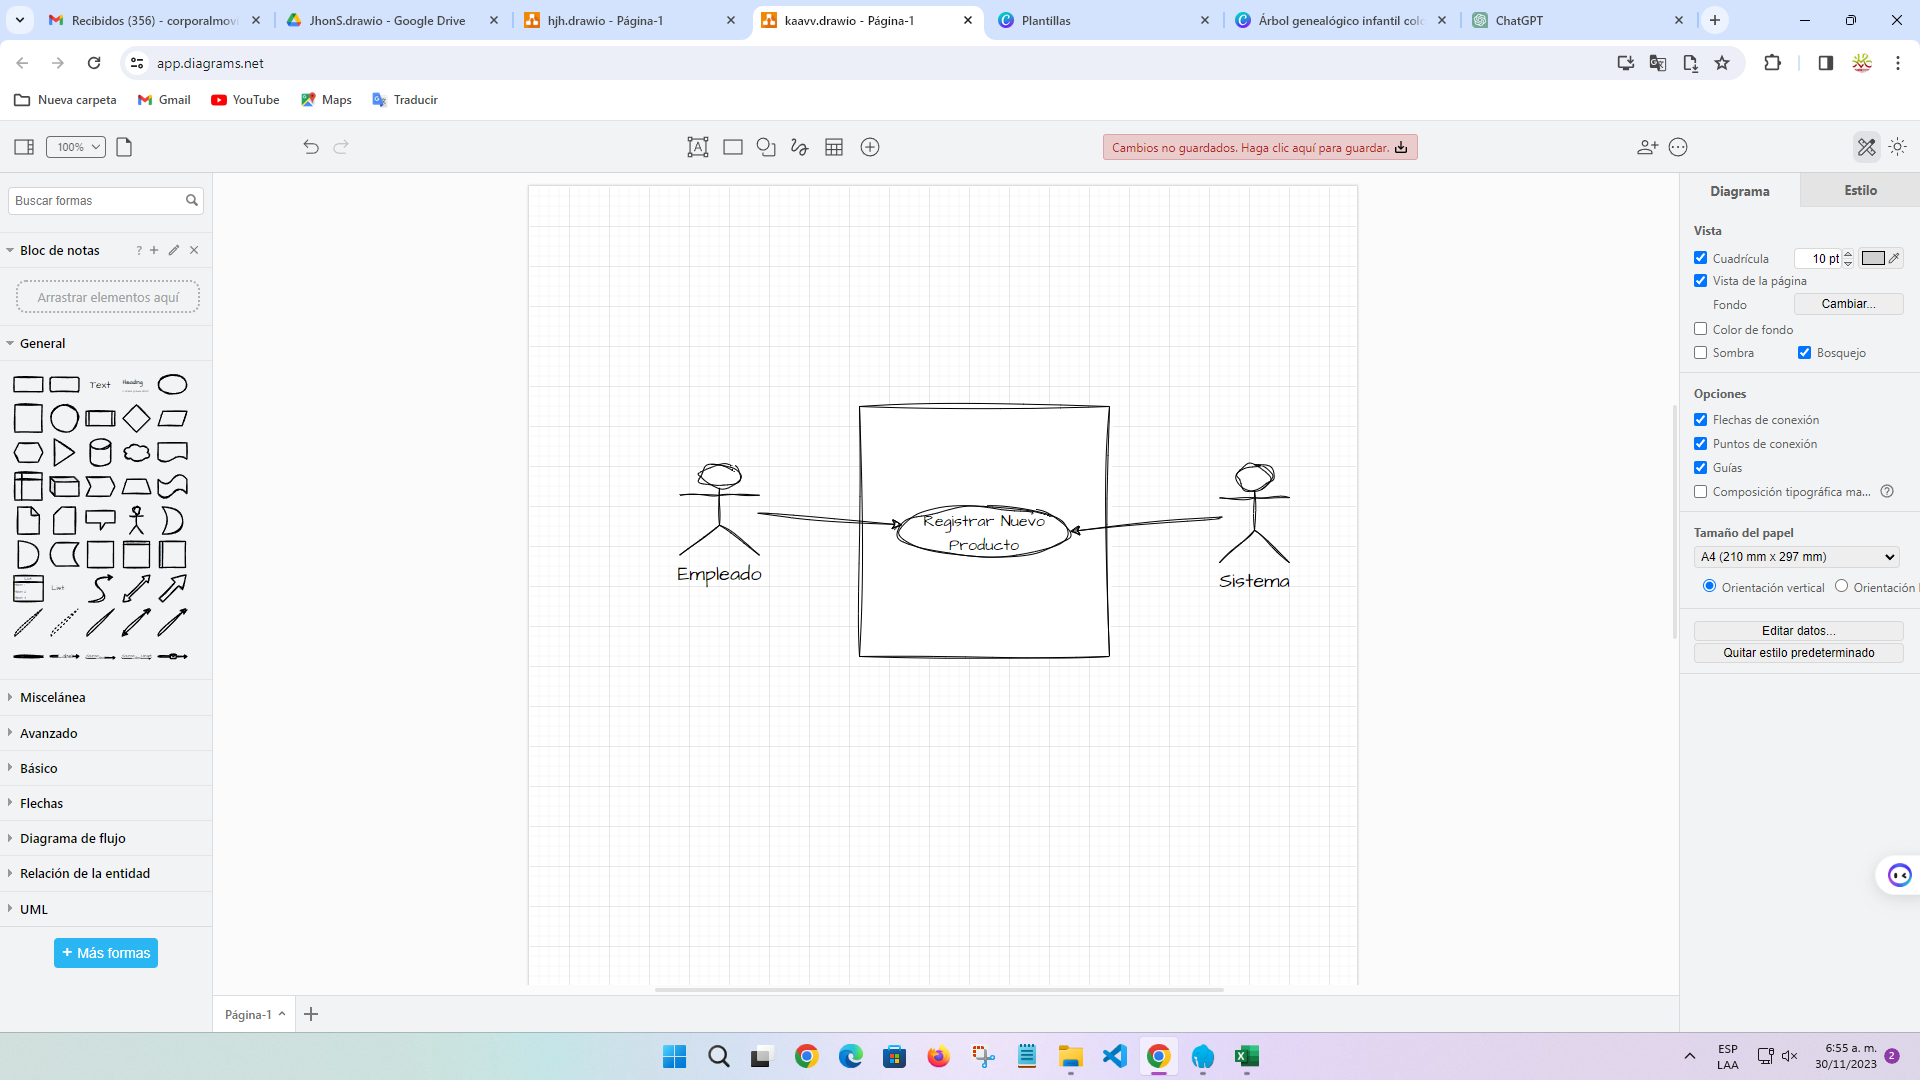 Recibidos (356) - corporalmov
JhonS.drawio - Google Drive
hjh.drawio - Página-1
kaavv.drawio - Página-1
Plantillas
Árbol genealógico infantil colo
ChatGPT
app.diagrams.net
Nueva carpeta
Gmail
YouTube
Maps
Traducir
100%
Cambios no guardados. Haga clic aquí para guardar.
Buscar formas
Bloc de notas
?
Arrastrar elementos aquí
General
Text
Heading
List
Miscelánea
Avanzado
Básico
Flechas
Diagrama de flujo
Relación de la entidad
UML
+ Más formas
Empleado
Registrar Nuevo
Producto
Sistema
Diagrama
Estilo
Vista
Cuadrícula
10 pt
Vista de la página
Fondo
Cambiar...
Color de fondo
Sombra
Bosquejo
Opciones
Flechas de conexión
Puntos de conexión
Guías
Composición tipográfica ma...
Tamaño del papel
A4 (210 mm x 297 mm)
Orientación vertical
Orientación
Editar datos...
Quitar estilo predeterminado
Página-1
ESP
LAA
6:55 a. m.
30/11/2023
2